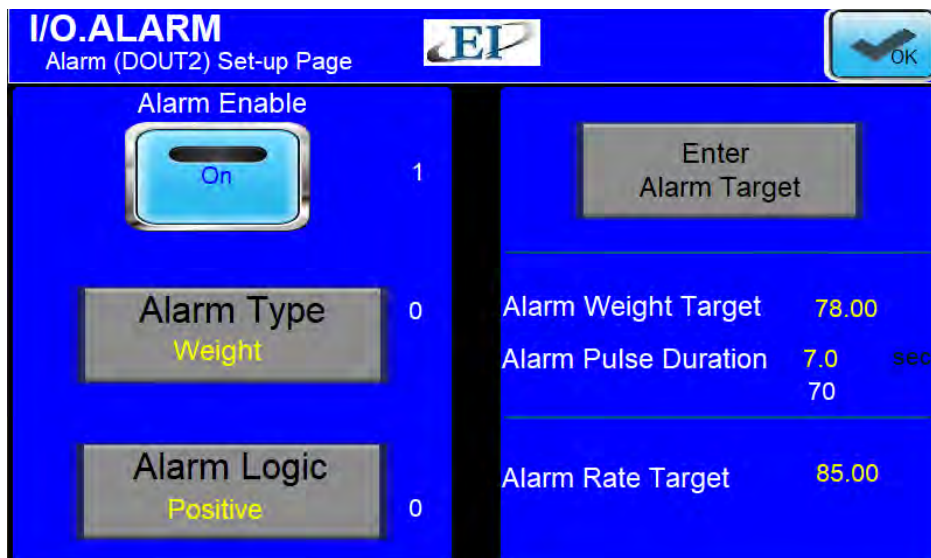 I/O.ALARM
Alarm (DOUT2) Set-up Page
EI
OK
Alarm Enable
On
1
Alarm Type
Weight
0
Alarm Logic
Positive
0
Enter
Alarm Target
Alarm Weight Target 78.00
Alarm Pulse Duration 7.0 sec
70
Alarm Rate Target 85.00